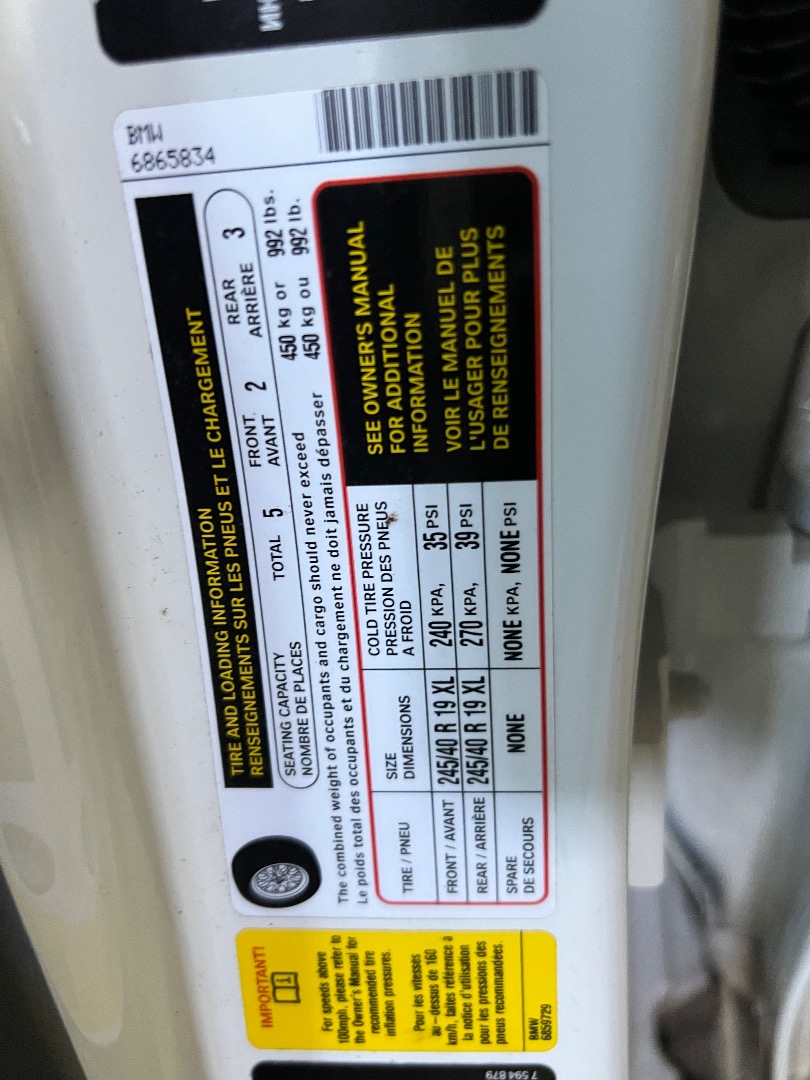 BMW
6865834
TIRE AND LOADING INFORMATION
RENSEIGNEMENTS SUR LES PNEUS ET LE CHARGEMENT
SEATING CAPACITY TOTAL 5 FRONT 2 REAR 3
NOMBRE DE PLACES AVANT ARRIÈRE
The combined weight of occupants and cargo should never exceed 450 kg or 992 lbs.
Le poids total des occupants et du chargement ne doit jamais dépasser 450 kg ou 992 lb.
TIRE / PNEU
SIZE
DIMENSIONS
COLD TIRE PRESSURE
PRESSION DES PNEUS
A FROID
FRONT / AVANT 245/40 R 19 XL 240 KPA, 35 PSI
REAR / ARRIÈRE 245/40 R 19 XL 270 KPA, 39 PSI
SPARE
DE SECOURS
NONE NONE KPA, NONE PSI
SEE OWNER'S MANUAL
FOR ADDITIONAL
INFORMATION
VOIR LE MANUEL DE
L'USAGER POUR PLUS
DE RENSEIGNEMENTS
IMPORTANT!
For speeds above
100mph, please refer to
the Owner's Manual for
recommended tire
inflation pressures.
Pour les vitesses
au-dessus de 160
km/h, faites référence à
la notice d'utilisation
pour les pressions des
pneus recommandées.
BMW
6859729
7 594 879